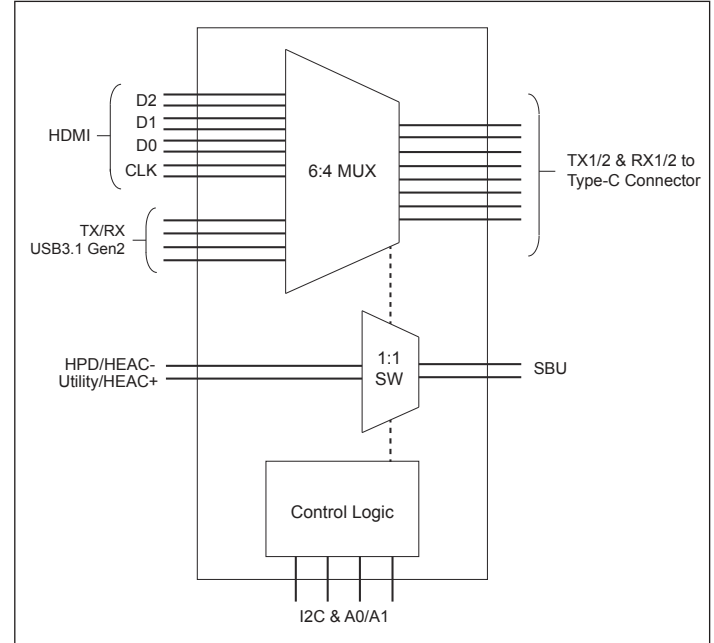 D2
D1
HDMI
D0
CLK
6:4 MUX
TX1/2 & RX1/2 to
Type-C Connector
TX/RX
USB3.1 Gen2
HPD/HEAC-
Utility/HEAC+
1:1
SW
SBU
Control Logic
I2C & A0/A1